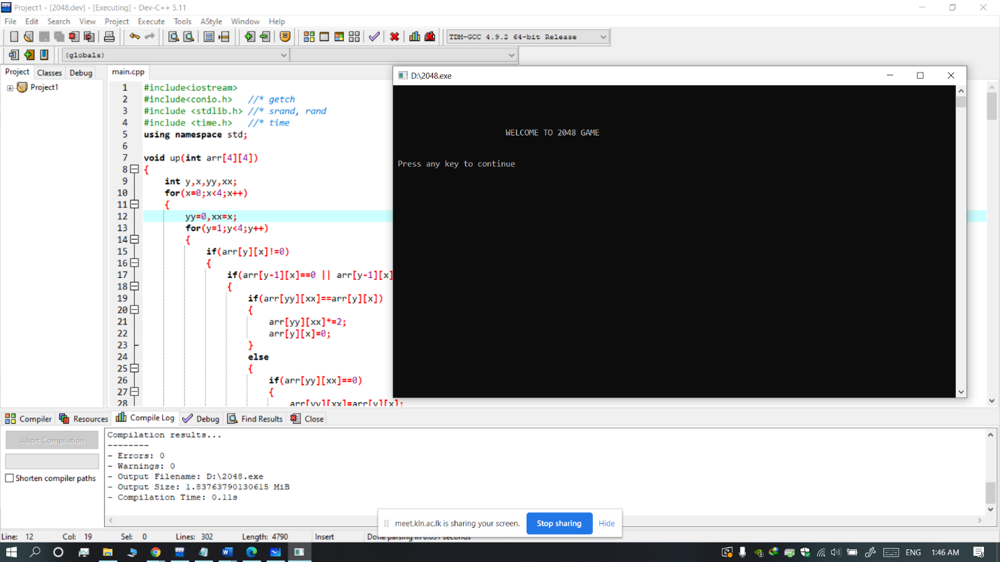 Project1 - [2048.dev] - [Executing] - Dev-C++ 5.11
File Edit Search View Project Execute Tools AStyle Window Help
TDM-GCC 4.9.2 64-bit Release
(globals)
Project Classes Debug
main.cpp
Project1
1 #include<iostream>
2 #include<conio.h> //* getch
3 #include <stdlib.h> //* srand, rand
4 #include <time.h> //* time
5 using namespace std;
6
7 void up(int arr[4][4])
8 {
9 int y,x,yy,xx;
10 for(x=0;x<4;x++)
11 {
12 yy=0,xx=x;
13 for(y=1;y<4;y++)
14 {
15 if(arr[y][x]!=0)
16 {
17 if(arr[y-1][x]==0 || arr[y-1][x]
18 {
19 if(arr[yy][xx]==arr[y][x])
20 {
21 arr[yy][xx]*=2;
22 arr[y][x]=0;
23 }
24 else
25 {
26 if(arr[yy][xx]==0)
27 {
28 arr[yy][xx]=arr[y][x];
D:\2048.exe
WELCOME TO 2048 GAME
Press any key to continue
Compiler Resources Compile Log Debug Find Results Close
Abort Compilation
Shorten compiler paths
Compilation results...
--------
- Errors: 0
- Warnings: 0
- Output Filename: D:\2048.exe
- Output Size: 1.83763790130615 MiB
- Compilation Time: 0.11s
meet.kln.ac.lk is sharing your screen. Stop sharing Hide
Line: 12 Col: 19 Sel: 0 Lines: 302 Length: 4790 Insert Done parsing in 0.031 seconds
ENG 1:46 AM